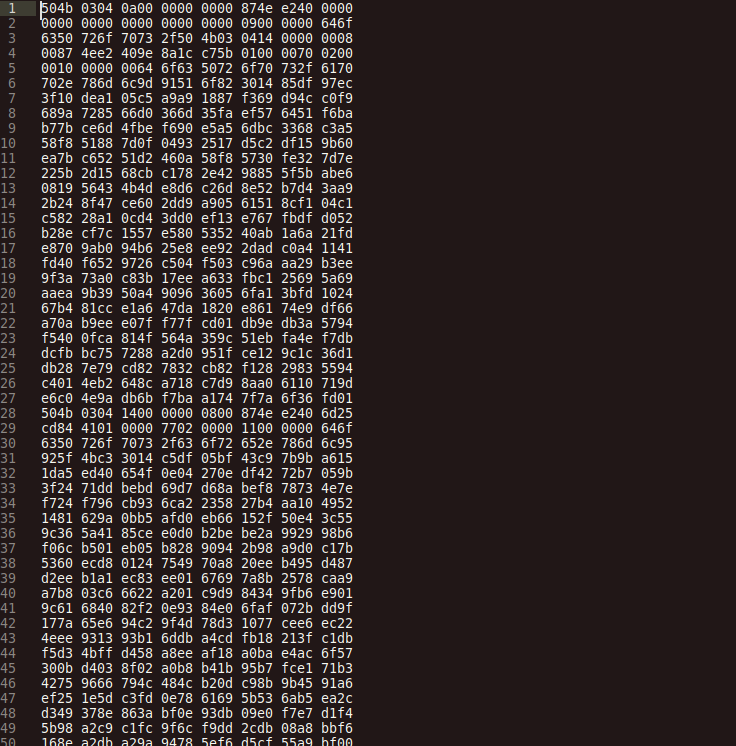 1 504b 0304 0a00 0000 0000 874e e240 0000
2 0000 0000 0000 0000 0000 0900 0000 646f
3 6350 726f 7073 2f50 4b03 0414 0000 0008
4 0087 4ee2 409e 8a1c c75b 0100 0070 0200
5 0010 0000 0064 6f63 5072 6f70 732f 6170
6 702e 786d 6c9d 9151 6f82 3014 85df 97ec
7 3f10 dea1 05c5 a9a9 1887 f369 d94c c0f9
8 689a 7285 66d0 366d 35fa ef57 6451 f6ba
9 b77b ce6d 4fbe f690 e5a5 6dbc 3368 c3a5
10 58f8 5188 7d0f 0493 2517 d5c2 df15 9b60
11 ea7b c652 51d2 460a 58f8 5730 fe32 7d7e
12 225b 2d15 68cb c178 2e42 9885 5f5b abe6
13 0819 5643 4b4d e8d6 c26d 8e52 b7d4 3aa9
14 2b24 8f47 ce60 2dd9 a905 6151 8cf1 04c1
15 c582 28a1 0cd4 3dd0 ef13 e767 fbdf d052
16 b28e cf7c 1557 e580 5352 40ab 1a6a 21fd
17 e870 9ab0 94b6 25e8 ee92 2dad c0a4 1141
18 fd40 f652 9726 c504 f503 c96a aa29 b3ee
19 9f3a 73a0 c83b 17ee a633 fbc1 2569 5a69
20 aaea 9b39 50a4 9096 3605 6fa1 3bfd 1024
21 67b4 81cc e1a6 47da 1820 e861 74e9 df66
22 a70a b9ee e07f f77f cd01 db9e db3a 5794
23 f540 0fca 814f 564a 359c 51eb fa4e f7db
24 dcfb bc75 7288 a2d0 951f ce12 9c1c 36d1
25 db28 7e79 cd82 7832 cb82 f128 2983 5594
26 c401 4eb2 648c a718 c7d9 8aa0 6110 719d
27 e6c0 4e9a db6b f7ba a174 7f7a 6f36 fd01
28 504b 0304 1400 0000 0800 874e e240 6d25
29 cd84 4101 0000 7702 0000 1100 0000 646f
30 6350 726f 7073 2f63 6f72 652e 786d 6c95
31 925f 4bc3 3014 c5df 05bf 43c9 7b9b a615
32 1da5 ed40 654f 0e04 270e df42 72b7 059b
33 3f24 71dd bebd 69d7 d68a bef8 7873 4e7e
34 f724 f796 cb93 6ca2 2358 27b4 aa10 4952
35 1481 629a 0bb5 afd0 eb66 152f 50e4 3c55
36 9c36 5a41 85ce e0d0 b2be be2a 9929 98b6
37 f06c b501 eb05 b828 9094 2b98 a9d0 c17b
38 5360 ecd8 0124 7549 70a8 20ee b495 d487
39 d2ee b1a1 ec83 ee01 6769 7a8b 2578 caa9
40 a7b8 03c6 6622 a201 c9d9 8434 9fb6 e901
41 9c61 6840 82f2 0e93 84e0 6faf 072b dd9f
42 177a 65e6 94c2 9f4d 78d3 1077 cee6 ec22
43 4eee 9313 93b1 6ddb a4cd fb18 213f c1db
44 f5d3 4bff d458 a8ee af18 a0ba e4ac 6f57
45 300b d403 8f02 a0b8 b41b 95b7 fce1 71b3
46 4275 9666 794c 484c b20d c98b 9b45 91a6
47 ef25 1e5d c3fd 0e78 6169 5b53 6ab5 ea2c
48 d349 378e 863a bf0e 93db 09e0 f7e7 d1f4
49 5b98 a2c9 c1fc 9f6c f9dd 2cdb 08a8 bbf6
50 168e a2db a29a 9478 5ef6 d5cf 55a9 bf00